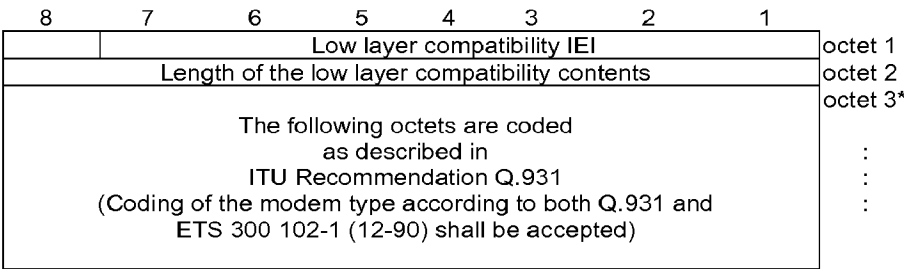 8 7 6 5 4 3 2 1
Low layer compatibility IEI octet 1
Length of the low layer compatibility contents octet 2
octet 3*
The following octets are coded
as described in :
ITU Recommendation Q.931 :
(Coding of the modem type according to both Q.931 and :
ETS 300 102-1 (12-90) shall be accepted)